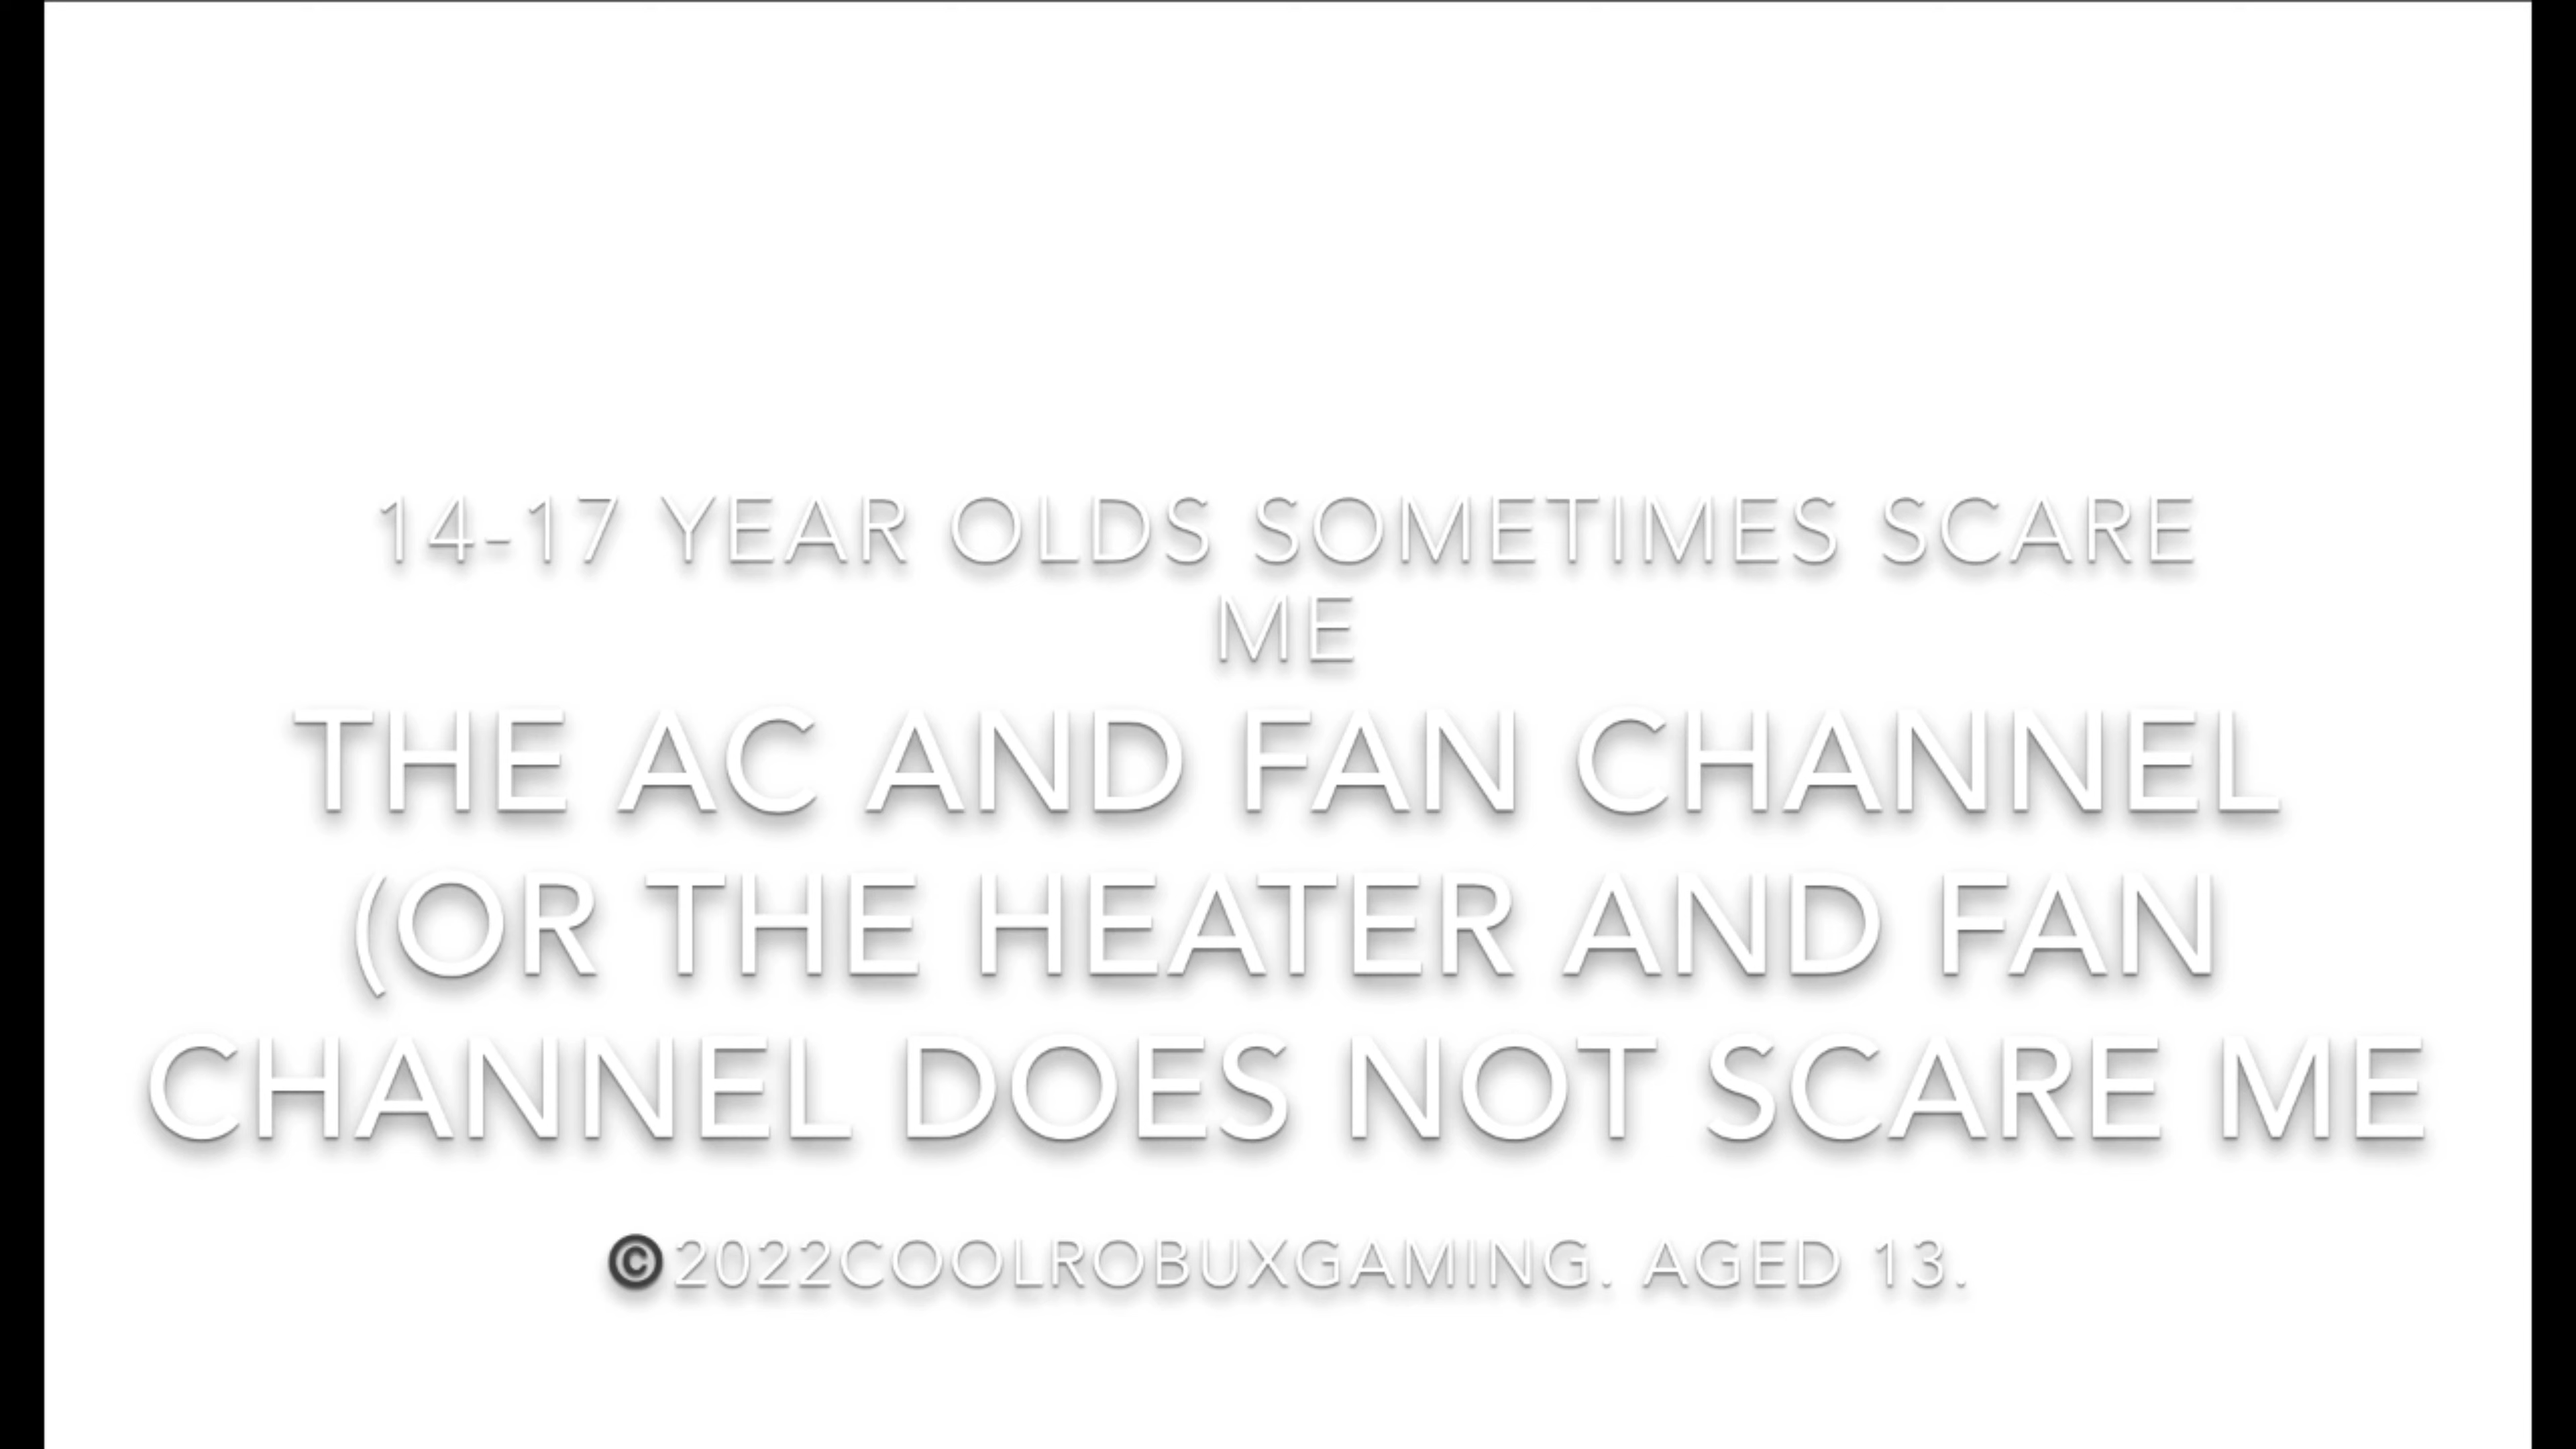 14-17 YEAR OLDS SOMETIMES SCARE
ME
THE AC AND FAN CHANNEL
(OR THE HEATER AND FAN
CHANNEL DOES NOT SCARE ME
©2022COOLROBUXGAMING. AGED 13.